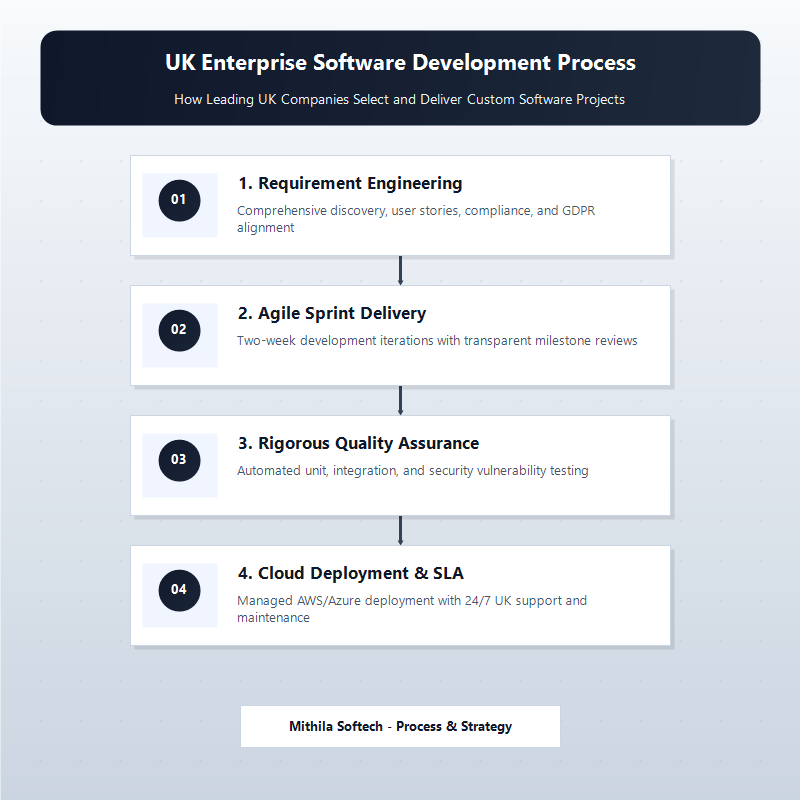 UK Enterprise Software Development Process
How Leading UK Companies Select and Deliver Custom Software Projects
01
1. Requirement Engineering
Comprehensive discovery, user stories, compliance, and GDPR
alignment
02
2. Agile Sprint Delivery
Two-week development iterations with transparent milestone reviews
03
3. Rigorous Quality Assurance
Automated unit, integration, and security vulnerability testing
04
4. Cloud Deployment & SLA
Managed AWS/Azure deployment with 24/7 UK support and
maintenance
Mithila Softech - Process & Strategy